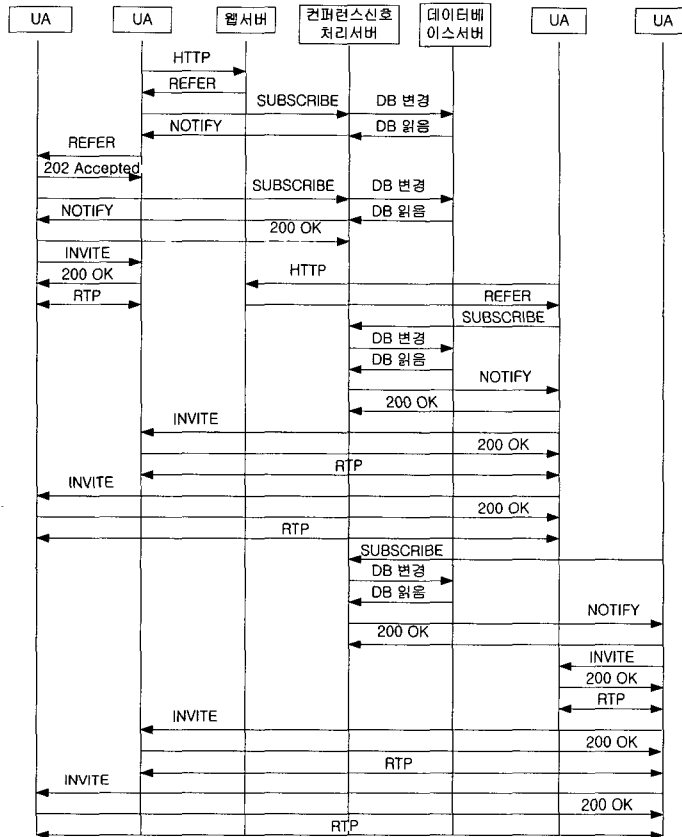 UA UA 웹서버 컨퍼런스신호 처리서버 데이터베 이스서버 UA UA
HTTP
REFER
SUBSCRIBE DB 변경
NOTIFY DB 읽음
REFER
202 Accepted
SUBSCRIBE DB 변경
NOTIFY DB 읽음
200 OK
INVITE
200 OK HTTP
RTP REFER
SUBSCRIBE
DB 변경
DB 읽음
NOTIFY
200 OK
INVITE
200 OK
RTP
INVITE
200 OK
RTP
SUBSCRIBE
DB 변경
DB 읽음
NOTIFY
200 OK
INVITE
200 OK
RTP
INVITE
200 OK
RTP
INVITE
200 OK
RTP